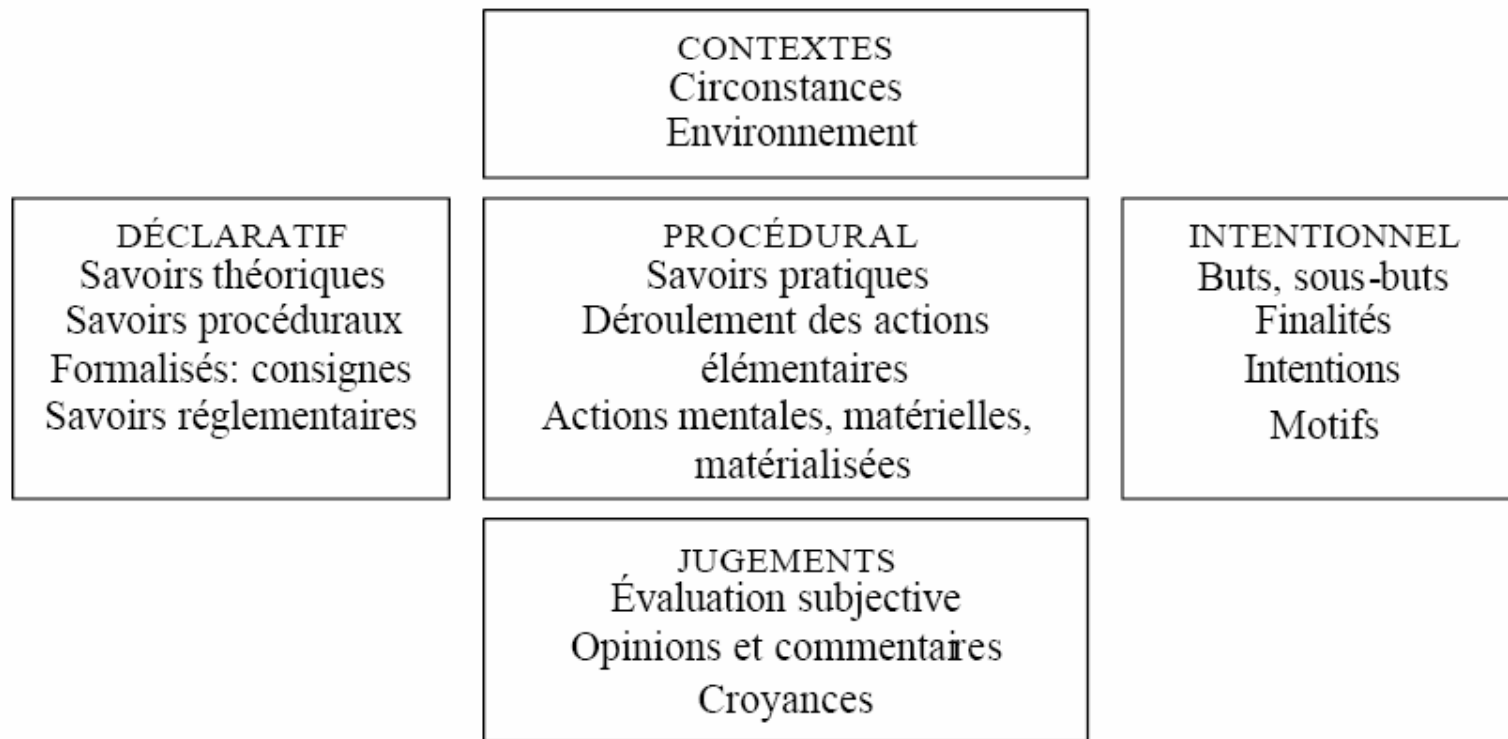 CONTEXTES
Circonstances
Environnement
DÉCLARATIF
Savoirs théoriques
Savoirs procéduraux
Formalisés: consignes
Savoirs réglementaires
PROCÉDURAL
Savoirs pratiques
Déroulement des actions
élémentaires
Actions mentales, matérielles,
matérialisées
INTENTIONNEL
Buts, sous-buts
Finalités
Intentions
Motifs
JUGEMENTS
Évaluation subjective
Opinions et commentaires
Croyances